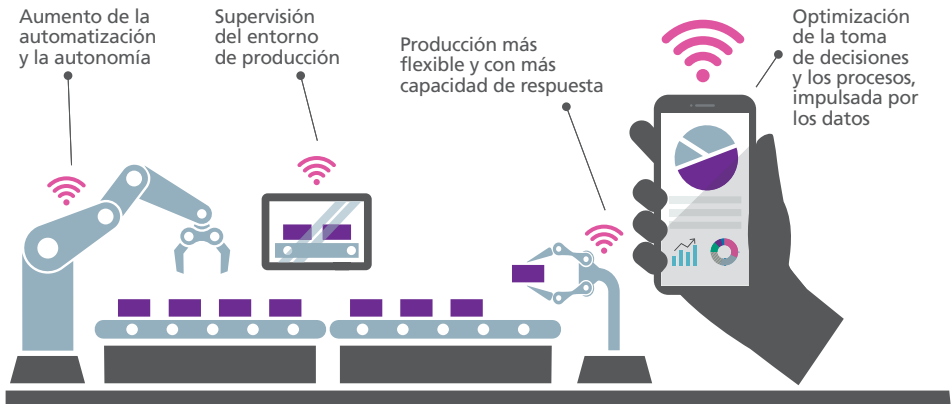 Aumento de la
automatización
y la autonomía
Supervisión
del entorno
de producción
Producción más
flexible y con más
capacidad de respuesta
Optimización
de la toma
de decisiones
y los procesos,
impulsada por
los datos